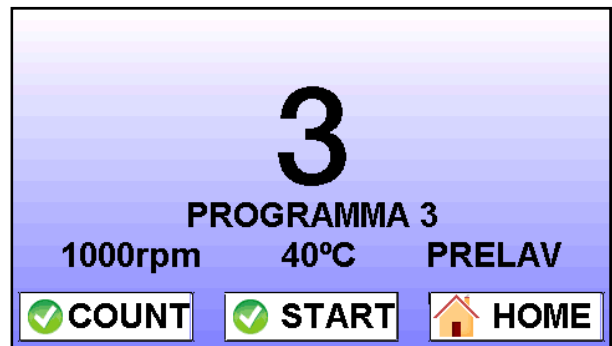 3
PROGRAMMA 3
1000rpm 40ºC PRELAV
COUNT START HOME